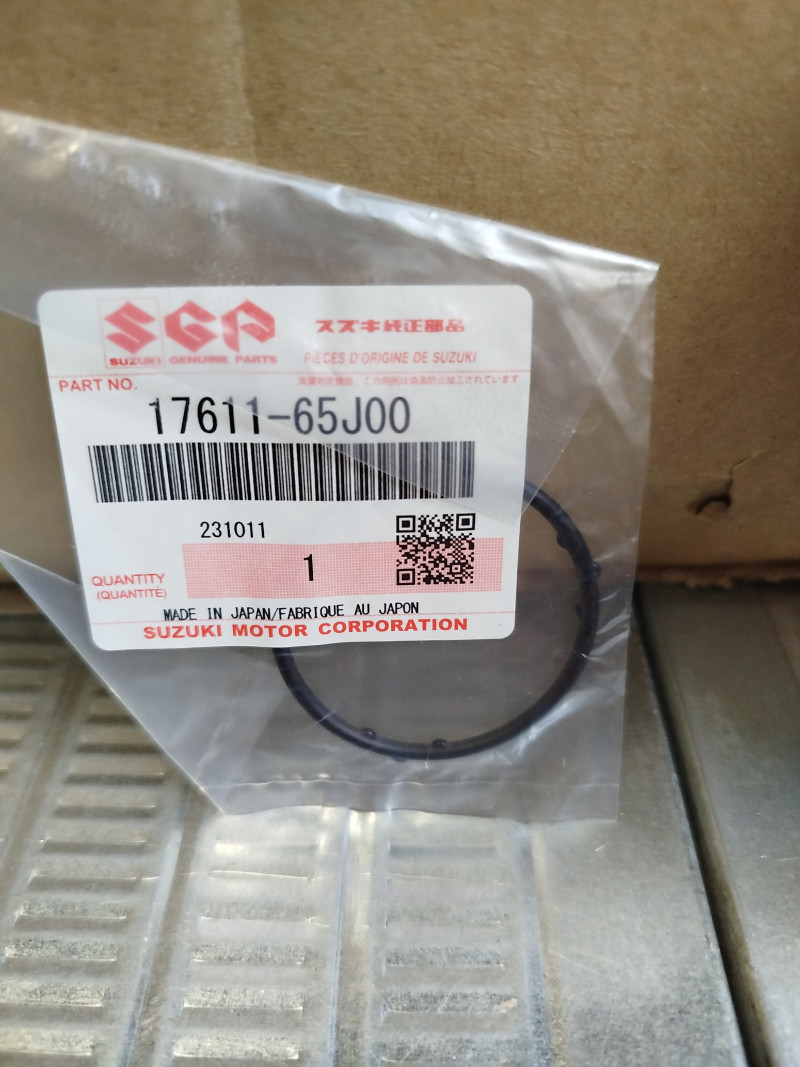 SGP スズキ純正部品
SUZUKI GENUINE PARTS PIECES D'ORIGINE DE SUZUKI
PART NO.
17611-65J00
231011
QUANTITY 1
(QUANTITÉ)
MADE IN JAPAN/FABRIQUE AU JAPON
SUZUKI MOTOR CORPORATION